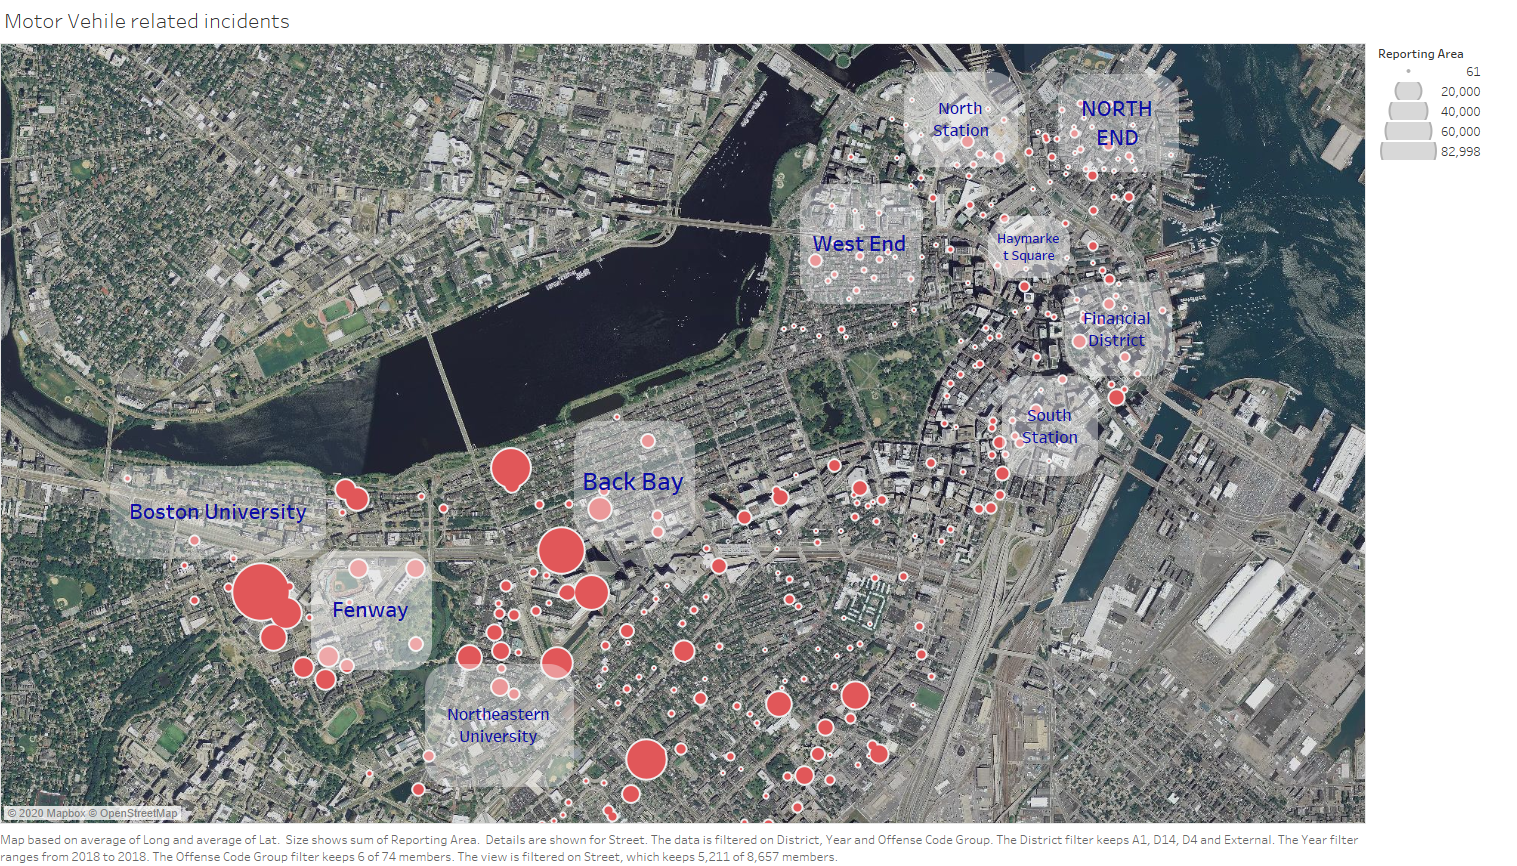 Motor Vehile related incidents
Reporting Area
61
20,000
40,000
60,000
82,998
North
Station
NORTH
END
West End
Haymarke
t Square
Financial
District
South
Station
Back Bay
Boston University
Fenway
Northeastern
University
© 2020 Mapbox © OpenStreetMap
Map based on average of Long and average of Lat.  Size shows sum of Reporting Area.  Details are shown for Street. The data is filtered on District, Year and Offense Code Group. The District filter keeps A1, D14, D4 and External. The Year filter
ranges from 2018 to 2018. The Offense Code Group filter keeps 6 of 74 members. The view is filtered on Street, which keeps 5,211 of 8,657 members.